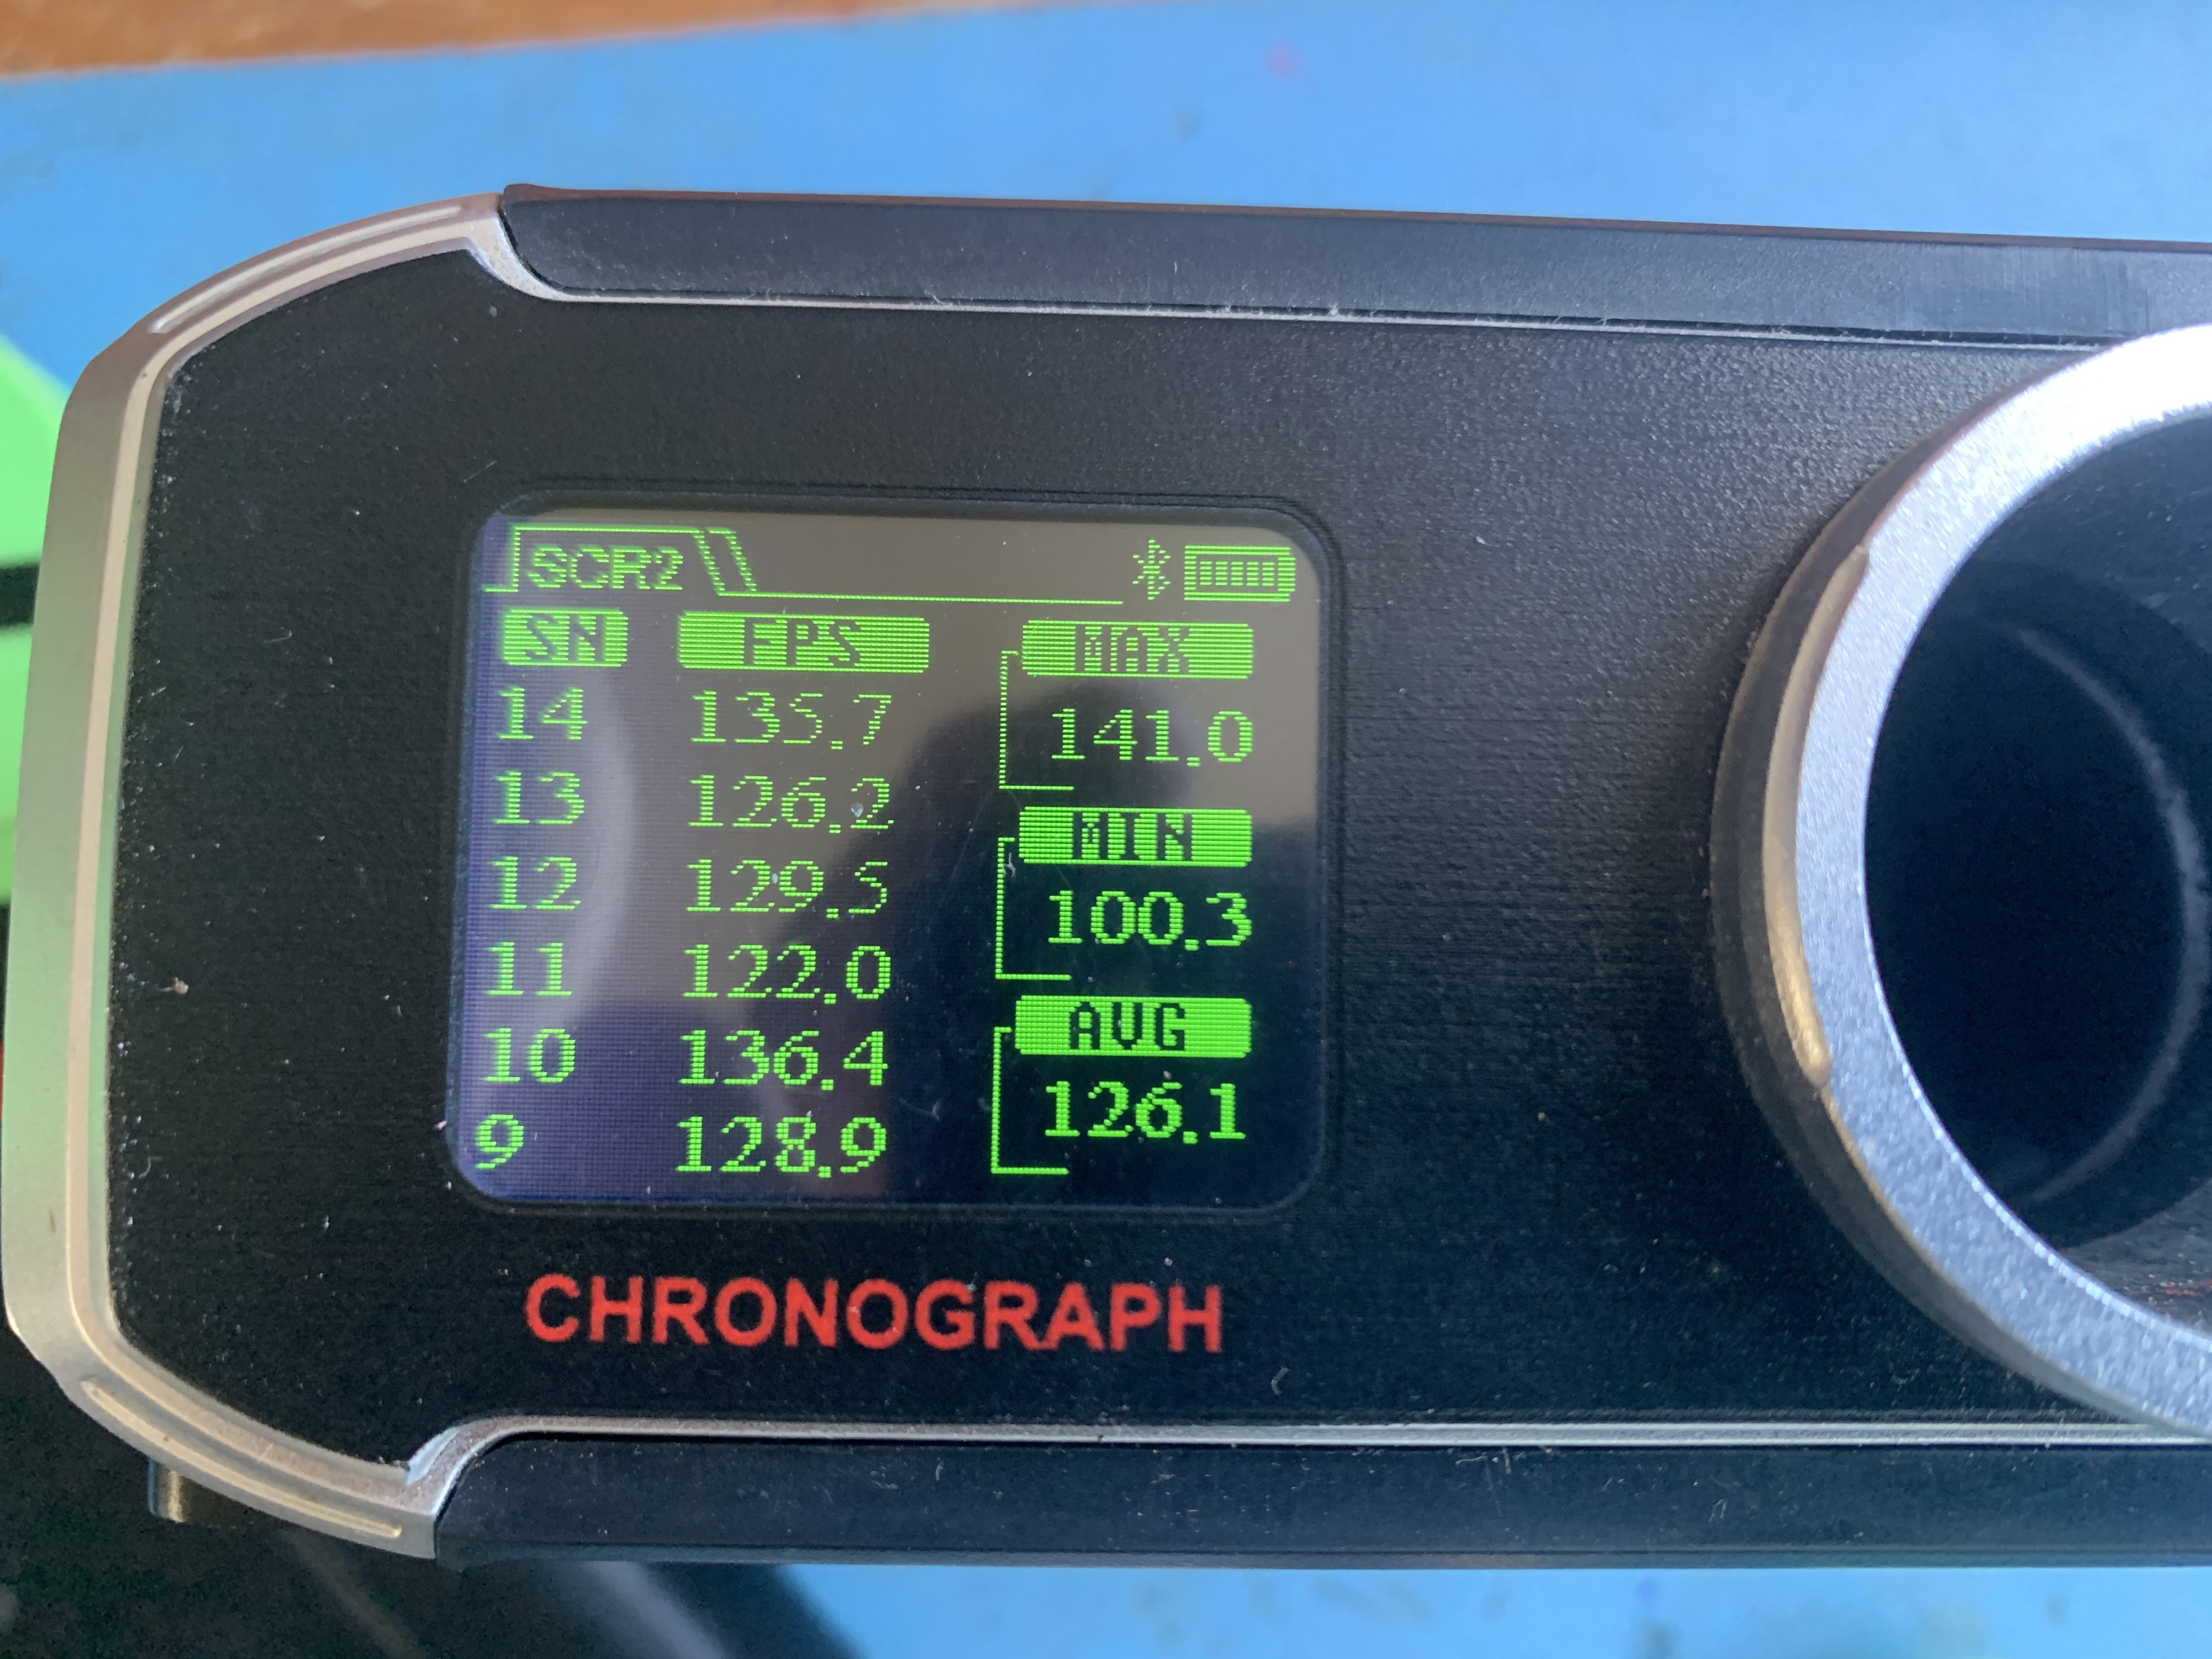 SCR2
SN FPS MAX
14 135.7 141.0
13 126.2 MIN
12 129.5 100.3
11 122.0 AVG
10 136.4 126.1
9 128.9
CHRONOGRAPH